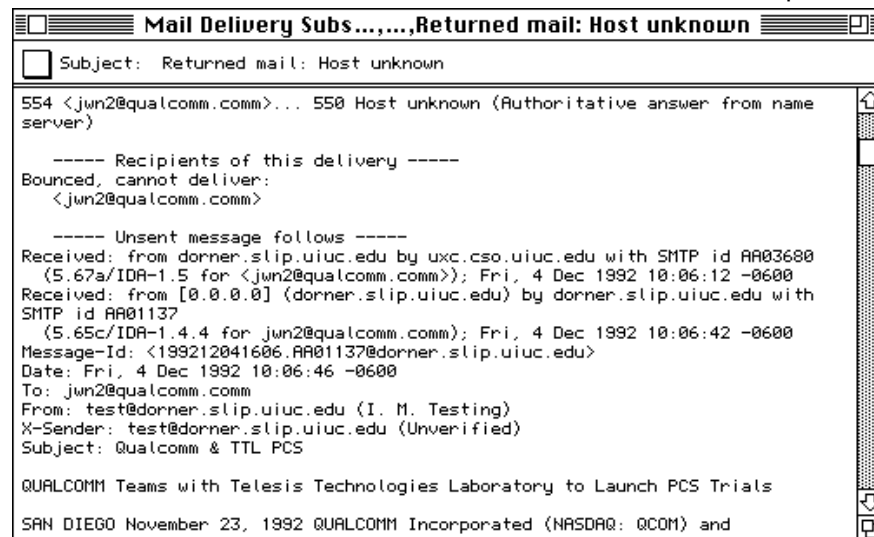 Mail Delivery Subs...,...,Returned mail: Host unknown
Subject: Returned mail: Host unknown
554 <jwn2@qualcomm.comm>... 550 Host unknown (Authoritative answer from name
server)
----- Recipients of this delivery -----
Bounced, cannot deliver:
<jwn2@qualcomm.comm>
----- Unsent message follows -----
Received: from dorner.slip.uiuc.edu by uxc.cso.uiuc.edu with SMTP id AA03680
(5.67a/IDA-1.5 for <jwn2@qualcomm.comm>); Fri, 4 Dec 1992 10:06:12 -0600
Received: from [0.0.0.0] (dorner.slip.uiuc.edu) by dorner.slip.uiuc.edu with
SMTP id AA01137
(5.65c/IDA-1.4.4 for jwn2@qualcomm.comm); Fri, 4 Dec 1992 10:06:42 -0600
Message-Id: <199212041606.AA01137@dorner.slip.uiuc.edu>
Date: Fri, 4 Dec 1992 10:06:46 -0600
To: jwn2@qualcomm.comm
From: test@dorner.slip.uiuc.edu (I. M. Testing)
X-Sender: test@dorner.slip.uiuc.edu (Unverified)
Subject: Qualcomm & TTL PCS
QUALCOMM Teams with Telesis Technologies Laboratory to Launch PCS Trials
SAN DIEGO November 23, 1992 QUALCOMM Incorporated (NASDAQ: QCOM) and